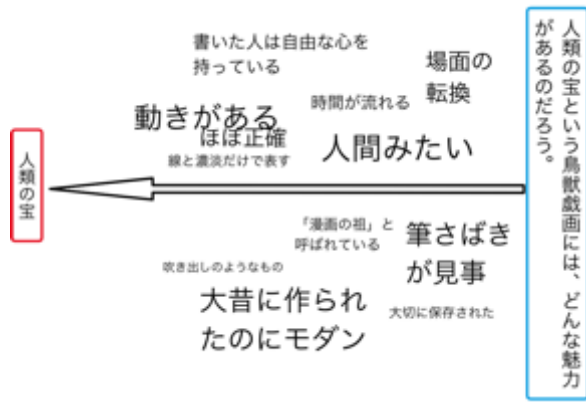 人類の宝という鳥獣戯画には、どんな魅力
があるのだろう。
書いた人は自由な心を
持っている
場面の
転換
時間が流れる
動きがある
ほぼ正確
線と濃淡だけで表す
人間みたい
「漫画の祖」と
呼ばれている
筆さばき
が見事
吹き出しのようなもの
大昔に作られ
たのにモダン
大切に保存された
人類の宝